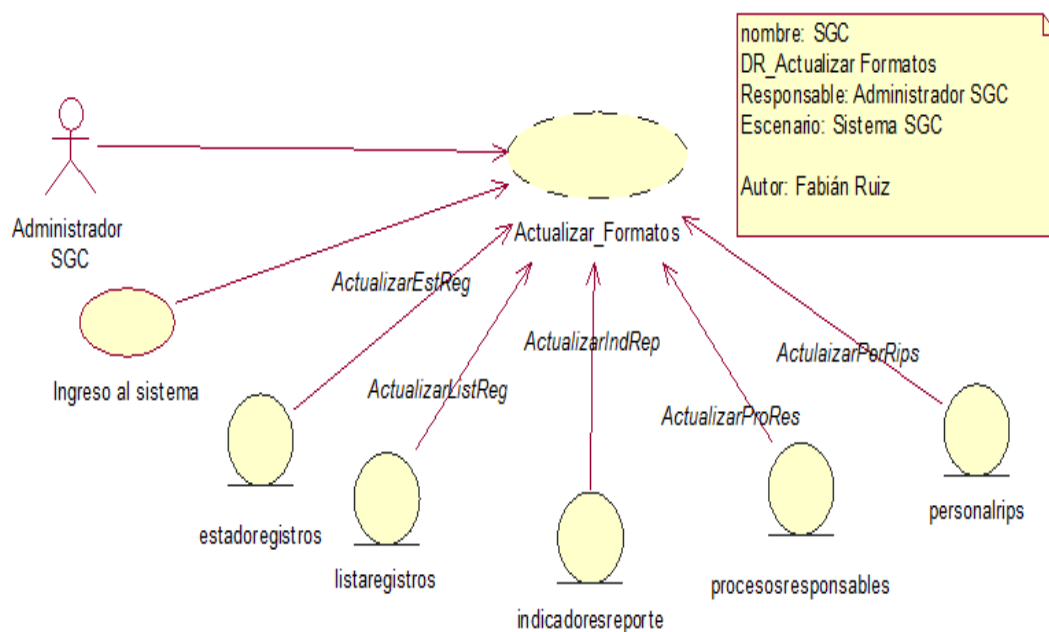 nombre: SGC
DR_Actualizar Formatos
Responsable: Administrador SGC
Escenario: Sistema SGC
Autor: Fabián Ruiz
Administrador
SGC
Actualizar_Formatos
Ingreso al sistema
ActualizarEstReg
ActualizarListReg
ActualizarIndRep
ActualizarProRes
ActulaizarPerRips
estadoregistros
listaregistros
indicadoresreporte
procesosresponsables
personalrips